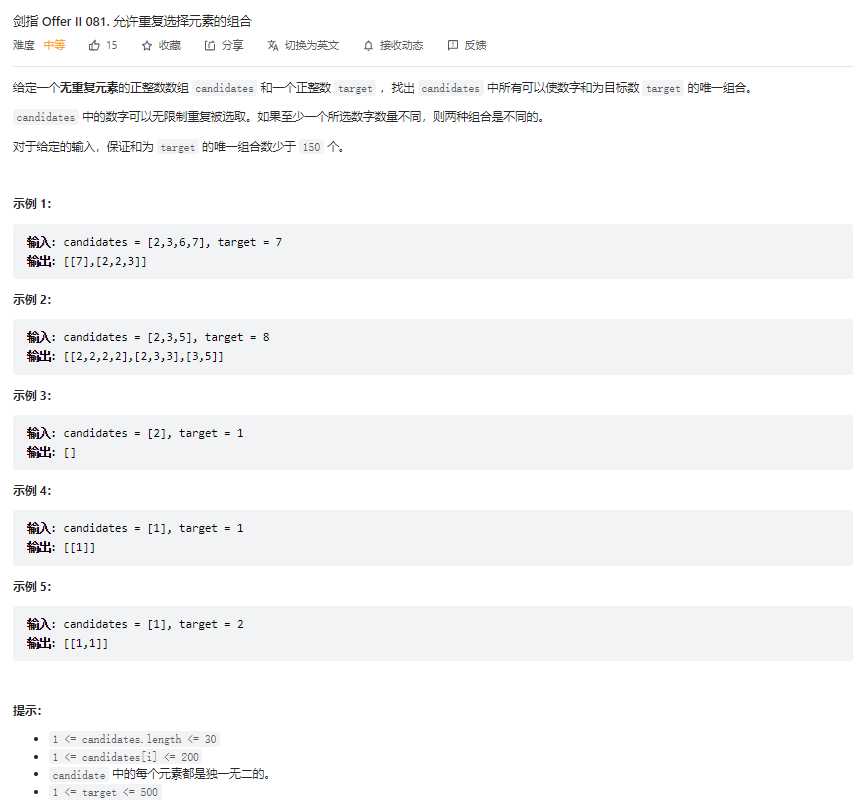 剑指 Offer II 081. 允许重复选择元素的组合
难度 中等 15 收藏 分享 切换为英文 接收动态 反馈
给定一个无重复元素的正整数数组 candidates 和一个正整数 target ，找出 candidates 中所有可以使数字和为目标数 target 的唯一组合。
candidates 中的数字可以无限制重复被选取。如果至少一个所选数字数量不同，则两种组合是不同的。
对于给定的输入，保证和为 target 的唯一组合数少于 150 个。
示例 1：
输入: candidates = [2,3,6,7], target = 7
输出: [[7],[2,2,3]]
示例 2：
输入: candidates = [2,3,5], target = 8
输出: [[2,2,2,2],[2,3,3],[3,5]]
示例 3：
输入: candidates = [2], target = 1
输出: []
示例 4：
输入: candidates = [1], target = 1
输出: [[1]]
示例 5：
输入: candidates = [1], target = 2
输出: [[1,1]]
提示：
• 1 <= candidates.length <= 30
• 1 <= candidates[i] <= 200
• candidate 中的每个元素都是独一无二的。
• 1 <= target <= 500